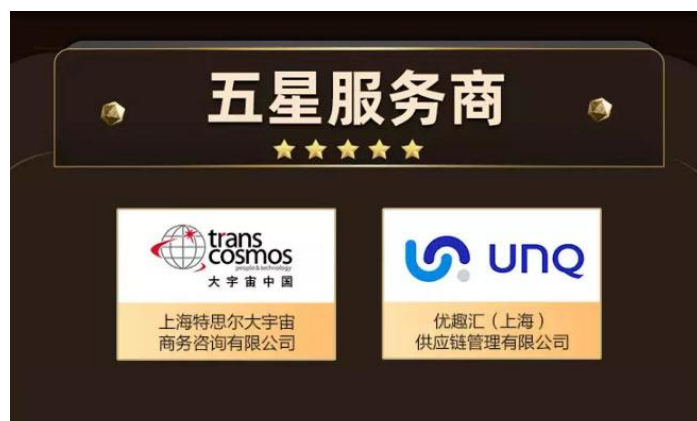 五星服务商
trans
cosmos
people & technology
大宇宙中国
上海特思尔大宇宙
商务咨询有限公司
UNQ
优趣汇（上海）
供应链管理有限公司